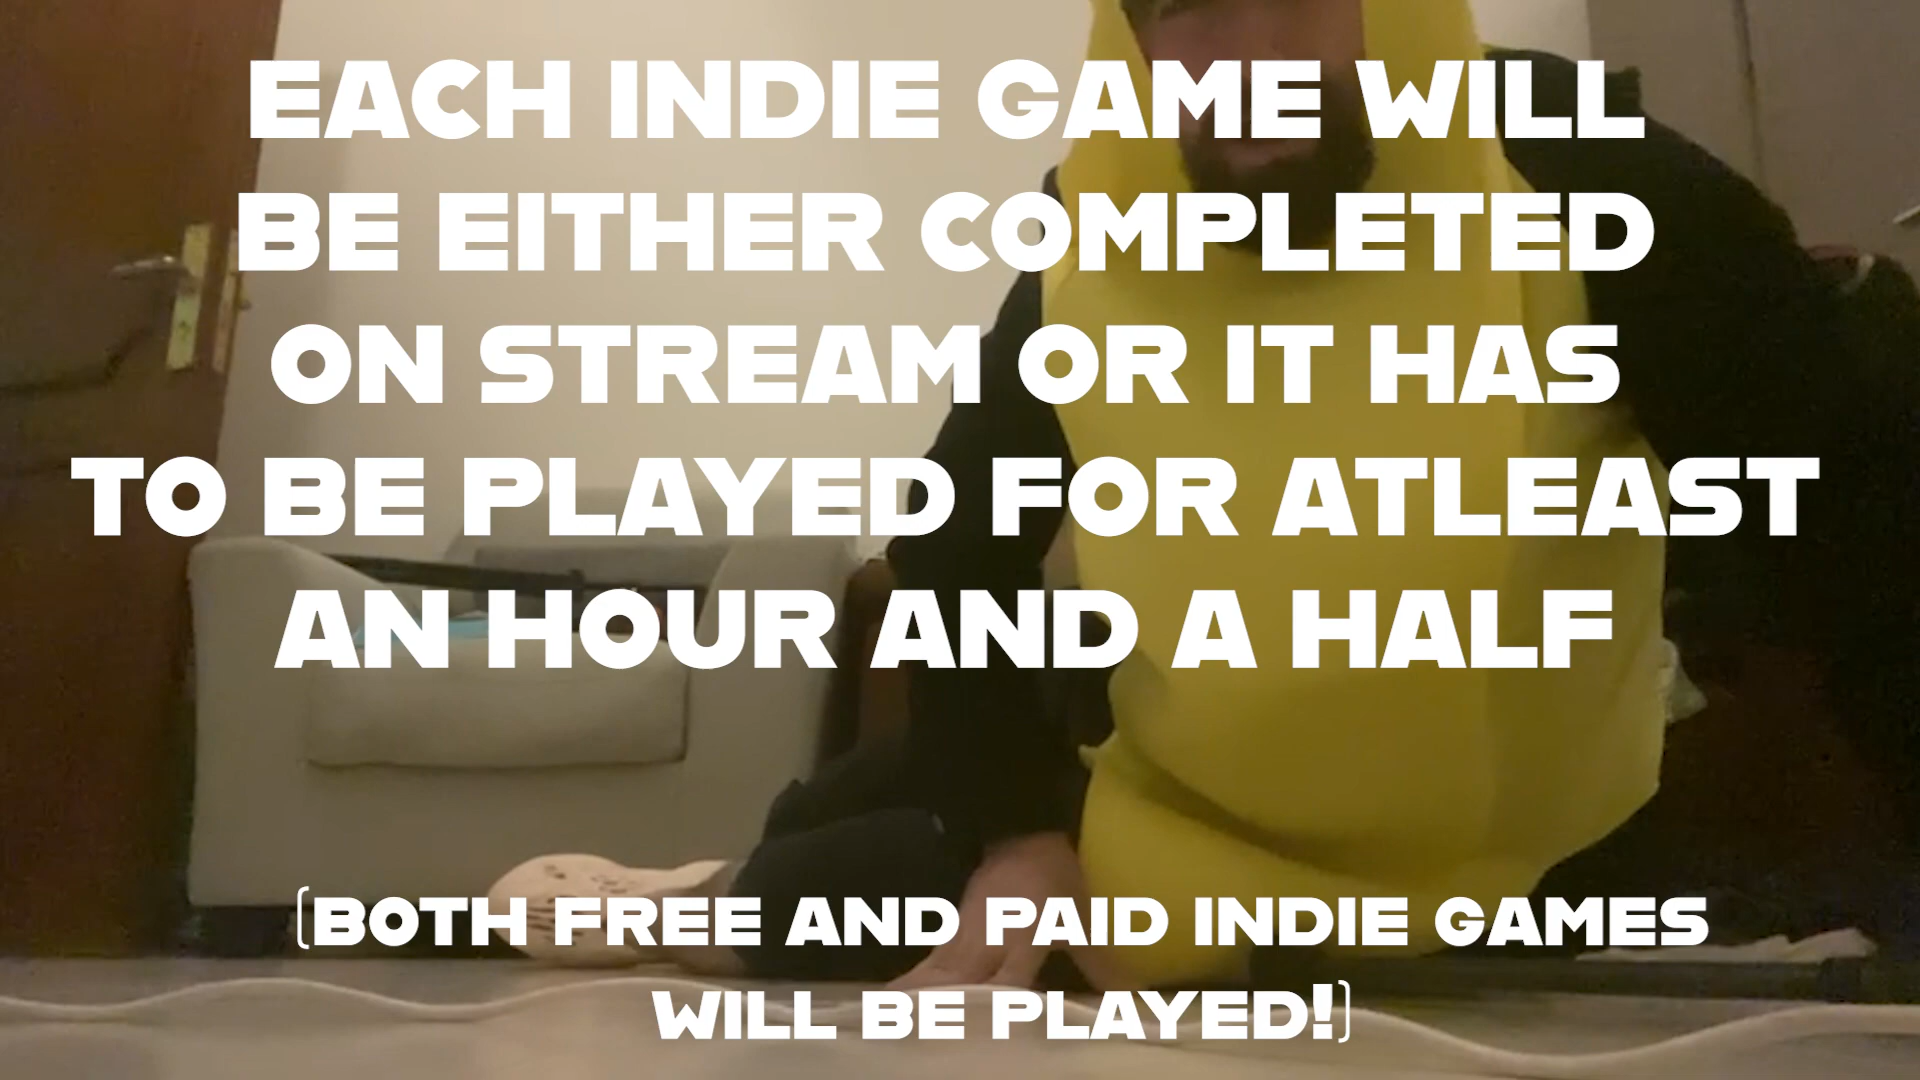 EACH INDIE GAME WILL
BE EITHER COMPLETED
ON STREAM OR IT HAS
TO BE PLAYED FOR ATLEAST
AN HOUR AND A HALF
(BOTH FREE AND PAID INDIE GAMES
WILL BE PLAYED!)